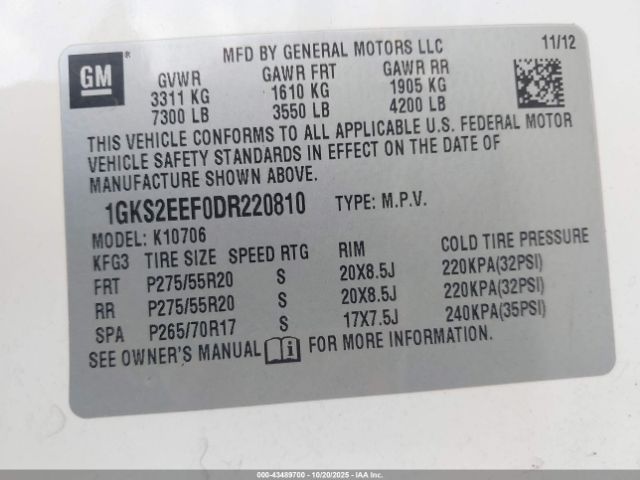 GM ®
MFD BY GENERAL MOTORS LLC 11/12
GVWR GAWR FRT GAWR RR
3311 KG 1610 KG 1905 KG
7300 LB 3550 LB 4200 LB
THIS VEHICLE CONFORMS TO ALL APPLICABLE U.S. FEDERAL MOTOR
VEHICLE SAFETY STANDARDS IN EFFECT ON THE DATE OF
MANUFACTURE SHOWN ABOVE.
1GKS2EEF0DR220810 TYPE: M.P.V.
MODEL: K10706
KFG3 TIRE SIZE SPEED RTG RIM COLD TIRE PRESSURE
FRT P275/55R20 S 20X8.5J 220KPA(32PSI)
RR P275/55R20 S 20X8.5J 220KPA(32PSI)
SPA P265/70R17 S 17X7.5J 240KPA(35PSI)
SEE OWNER'S MANUAL i FOR MORE INFORMATION.
000-43489700 - 10/20/2025 - IAAI.COM